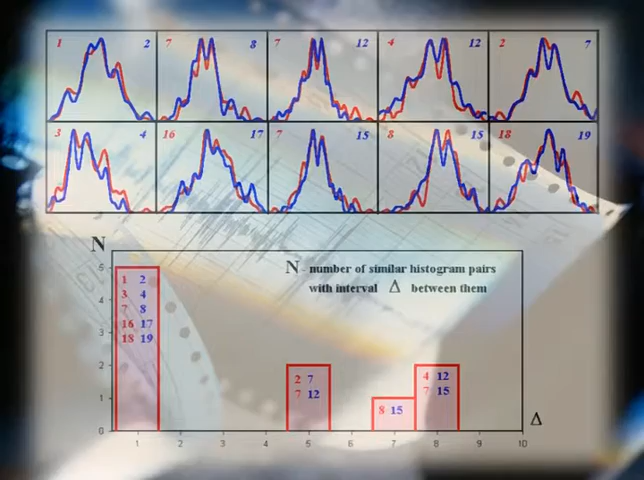 1 2 7 8 7 12 4 12 2 7
3 4 16 17 7 15 8 15 18 19
N
N - number of similar histogram pairs
with interval Δ between them
5
4
3
2
1
0
1 2
3 4
7 8
16 17
18 19
2 7
7 12
8 15
4 12
7 15
Δ
1 2 3 4 5 6 7 8 9 10